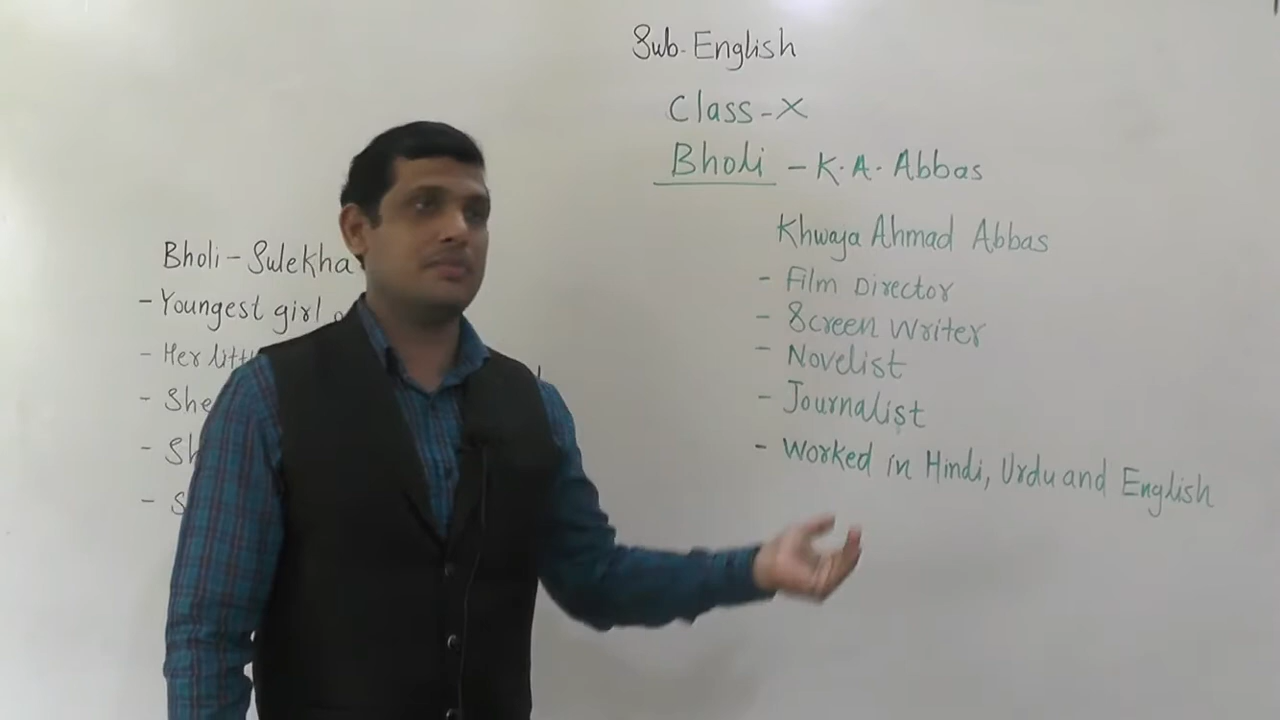 Sub. English
Class - X
Bholi - K. A. Abbas
Khwaja Ahmad Abbas
- Film Director
- Screen Writer
- Novelist
- Journalist
- Worked in Hindi, Urdu and English
Bholi - Sulekha
- Youngest girl
- Her
- She
-
-